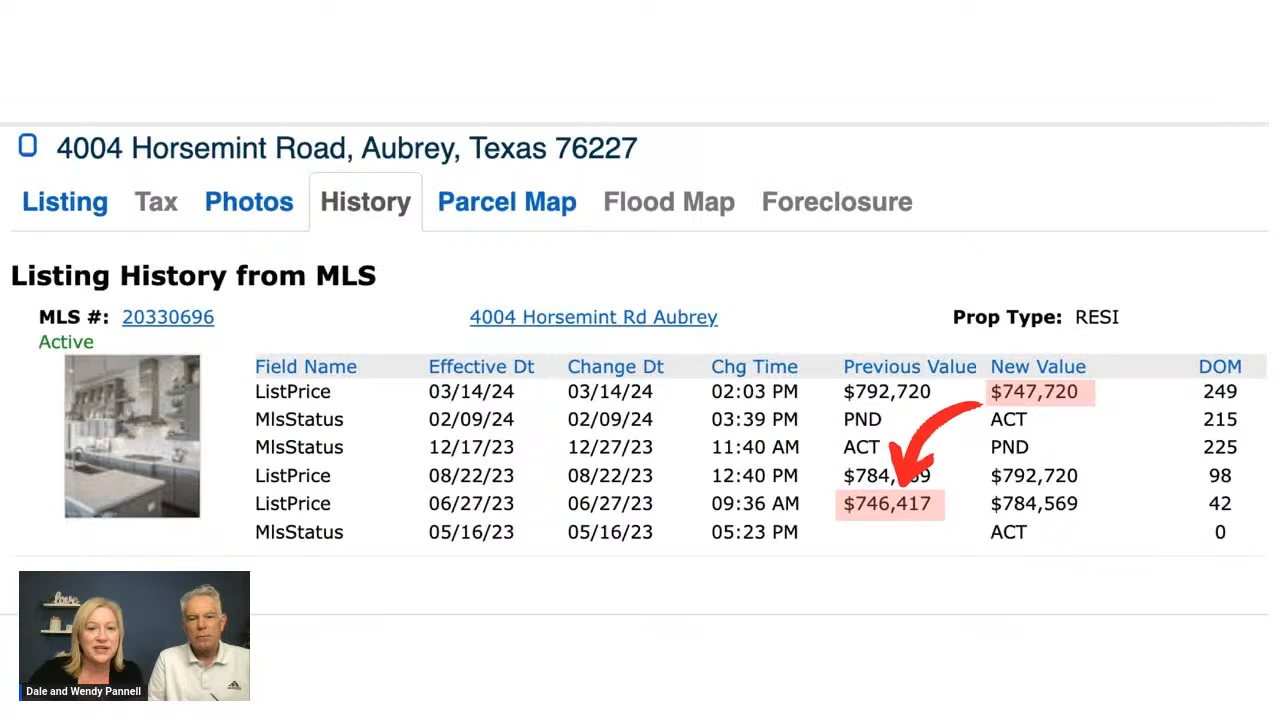 4004 Horsemint Road, Aubrey, Texas 76227
Listing Tax Photos History Parcel Map Flood Map Foreclosure
Listing History from MLS
MLS #: 20330696 4004 Horsemint Rd Aubrey Prop Type: RESI
Active
Field Name Effective Dt Change Dt Chg Time Previous Value New Value DOM
ListPrice 03/14/24 03/14/24 02:03 PM $792,720 $747,720 249
MlsStatus 02/09/24 02/09/24 03:39 PM PND ACT 215
MlsStatus 12/17/23 12/27/23 11:40 AM ACT PND 225
ListPrice 08/22/23 08/22/23 12:40 PM $792,720 98
ListPrice 06/27/23 06/27/23 09:36 AM $746,417 $784,569 42
MlsStatus 05/16/23 05/16/23 05:23 PM ACT 0
love
Dale and Wendy Pannell